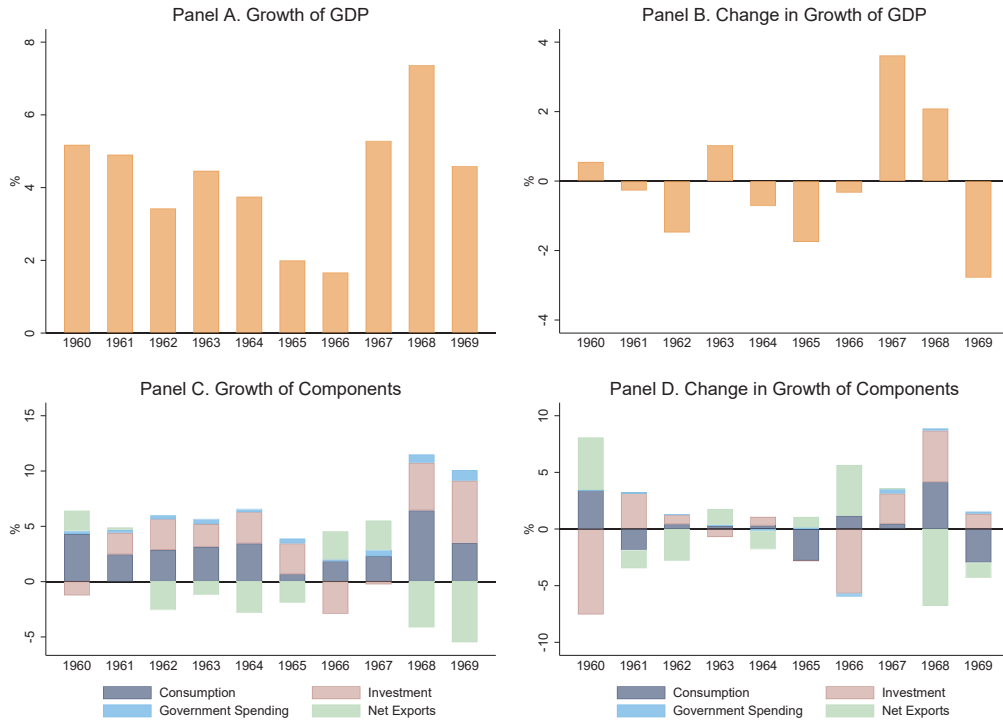 Panel A. Growth of GDP
8
6
4
2
0
%
1960 1961 1962 1963 1964 1965 1966 1967 1968 1969
Panel B. Change in Growth of GDP
4
2
0
-2
-4
%
1960 1961 1962 1963 1964 1965 1966 1967 1968 1969
Panel C. Growth of Components
15
10
5
0
-5
%
1960 1961 1962 1963 1964 1965 1966 1967 1968 1969
Panel D. Change in Growth of Components
10
5
0
-5
-10
%
1960 1961 1962 1963 1964 1965 1966 1967 1968 1969
Consumption Investment
Government Spending Net Exports
Consumption Investment
Government Spending Net Exports